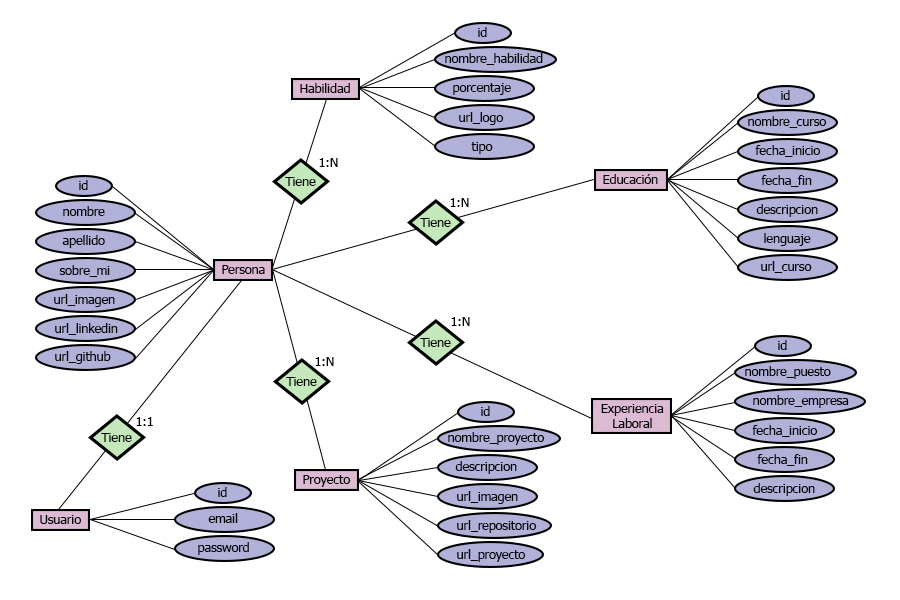 id
nombre_habilidad
Habilidad
porcentaje
url_logo
tipo
1:N
Tiene
id
nombre_curso
fecha_inicio
Educación
fecha_fin
descripcion
lenguaje
url_curso
1:N
Tiene
id
nombre
apellido
sobre_mi
url_imagen
url_linkedin
url_github
Persona
1:N
Tiene
1:N
Tiene
id
nombre_puesto
nombre_empresa
Experiencia
Laboral
fecha_inicio
fecha_fin
descripcion
1:1
Tiene
id
nombre_proyecto
descripcion
Proyecto
url_imagen
url_repositorio
url_proyecto
Usuario
id
email
password